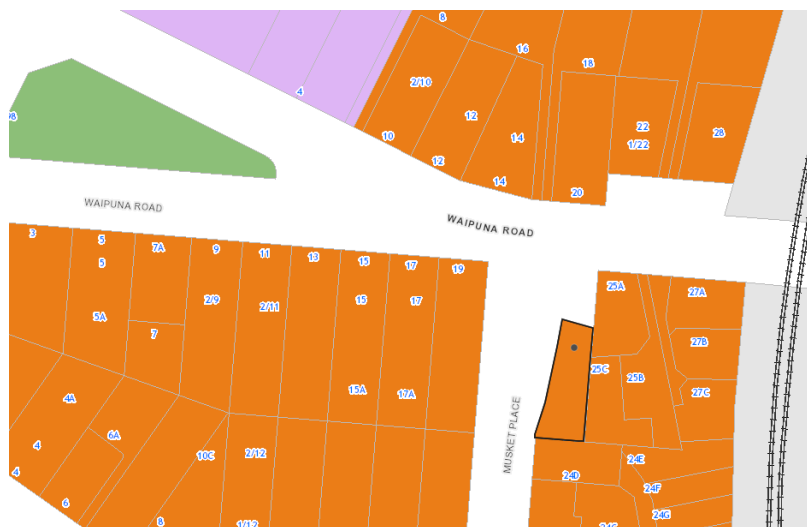 8
16
18
2/10
4
12
22
14
28
9B
10
1/22
12
14
20
WAIPUNA ROAD
WAIPUNA ROAD
3
5
7A
9
11
13
15
17
19
5
25A
27A
2/9
2/11
15
17
5A
7
27B
25C
25B
15A
17A
27C
4A
MUSKET PLACE
6A
4
10C
2/12
24E
4
24D
24F
6
24G
8
1/12